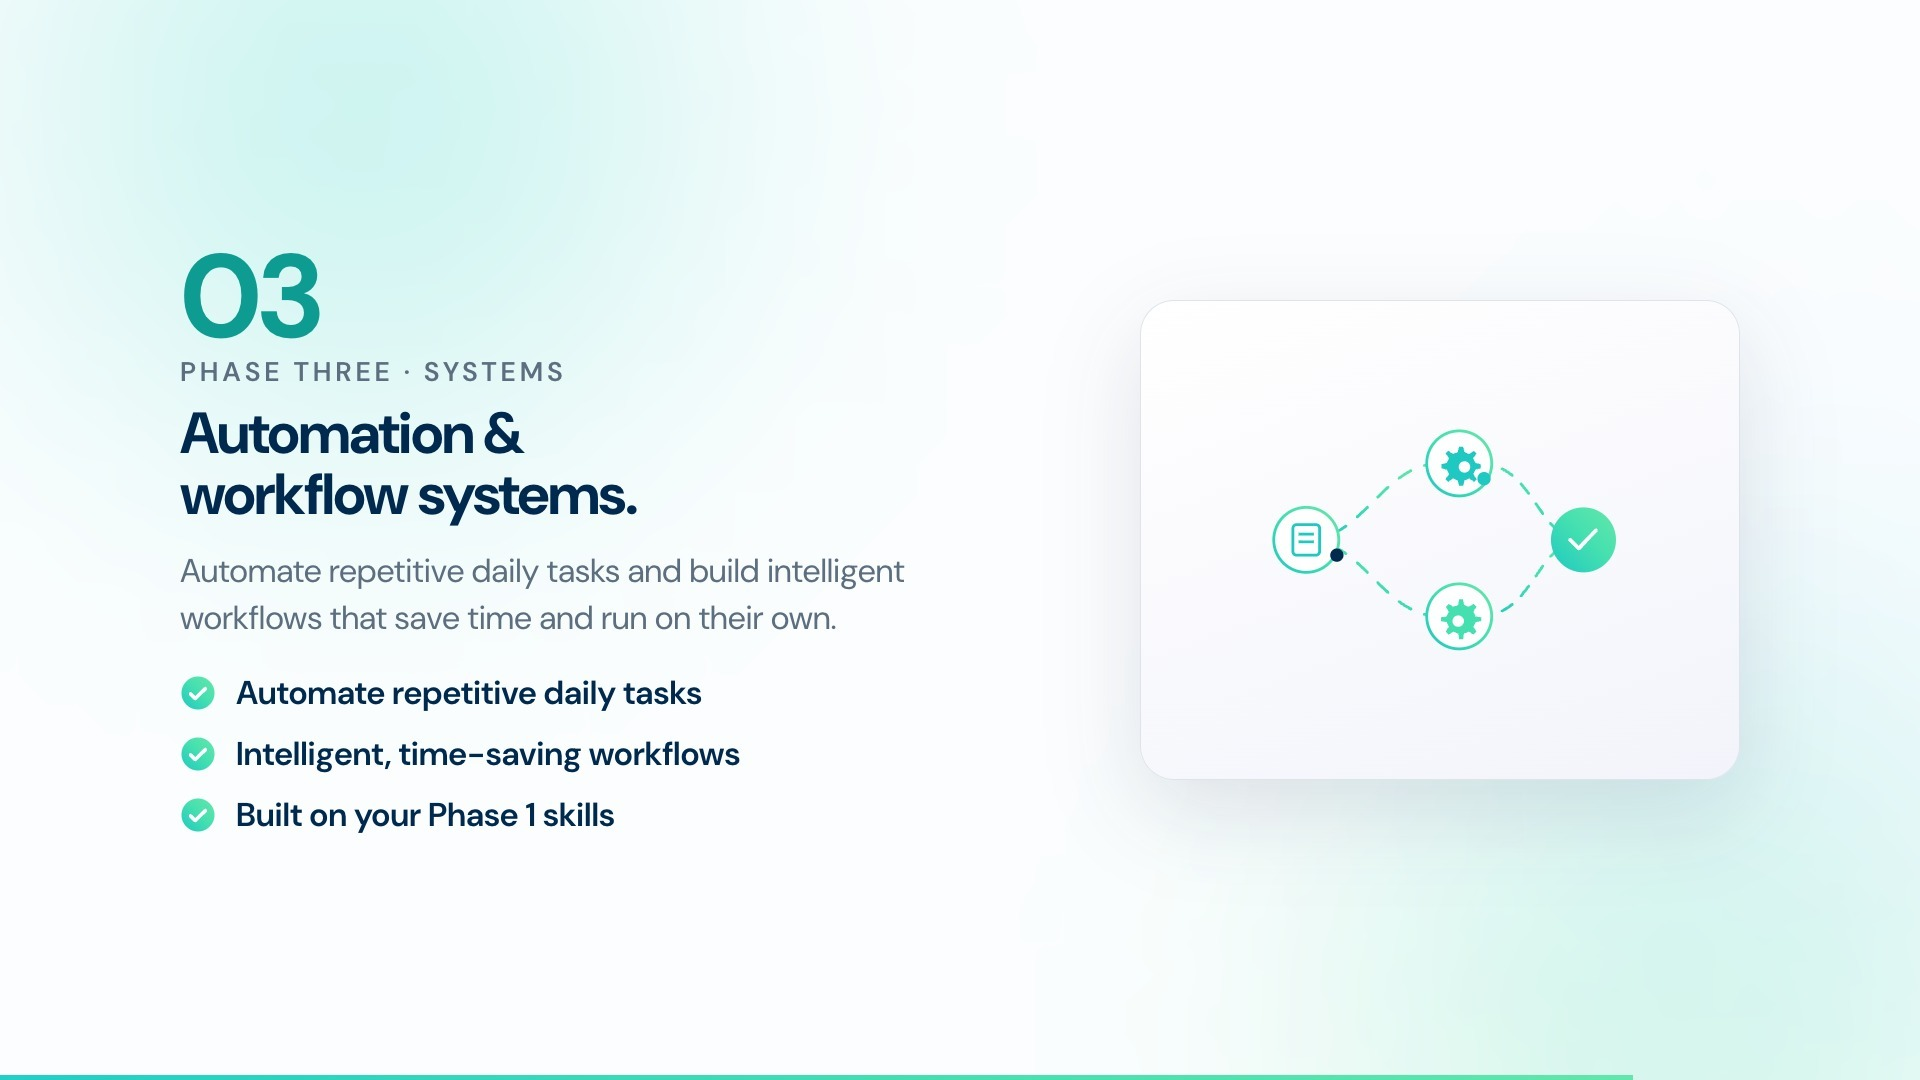 03
PHASE THREE · SYSTEMS
Automation &
workflow systems.
Automate repetitive daily tasks and build intelligent
workflows that save time and run on their own.
Automate repetitive daily tasks
Intelligent, time-saving workflows
Built on your Phase 1 skills